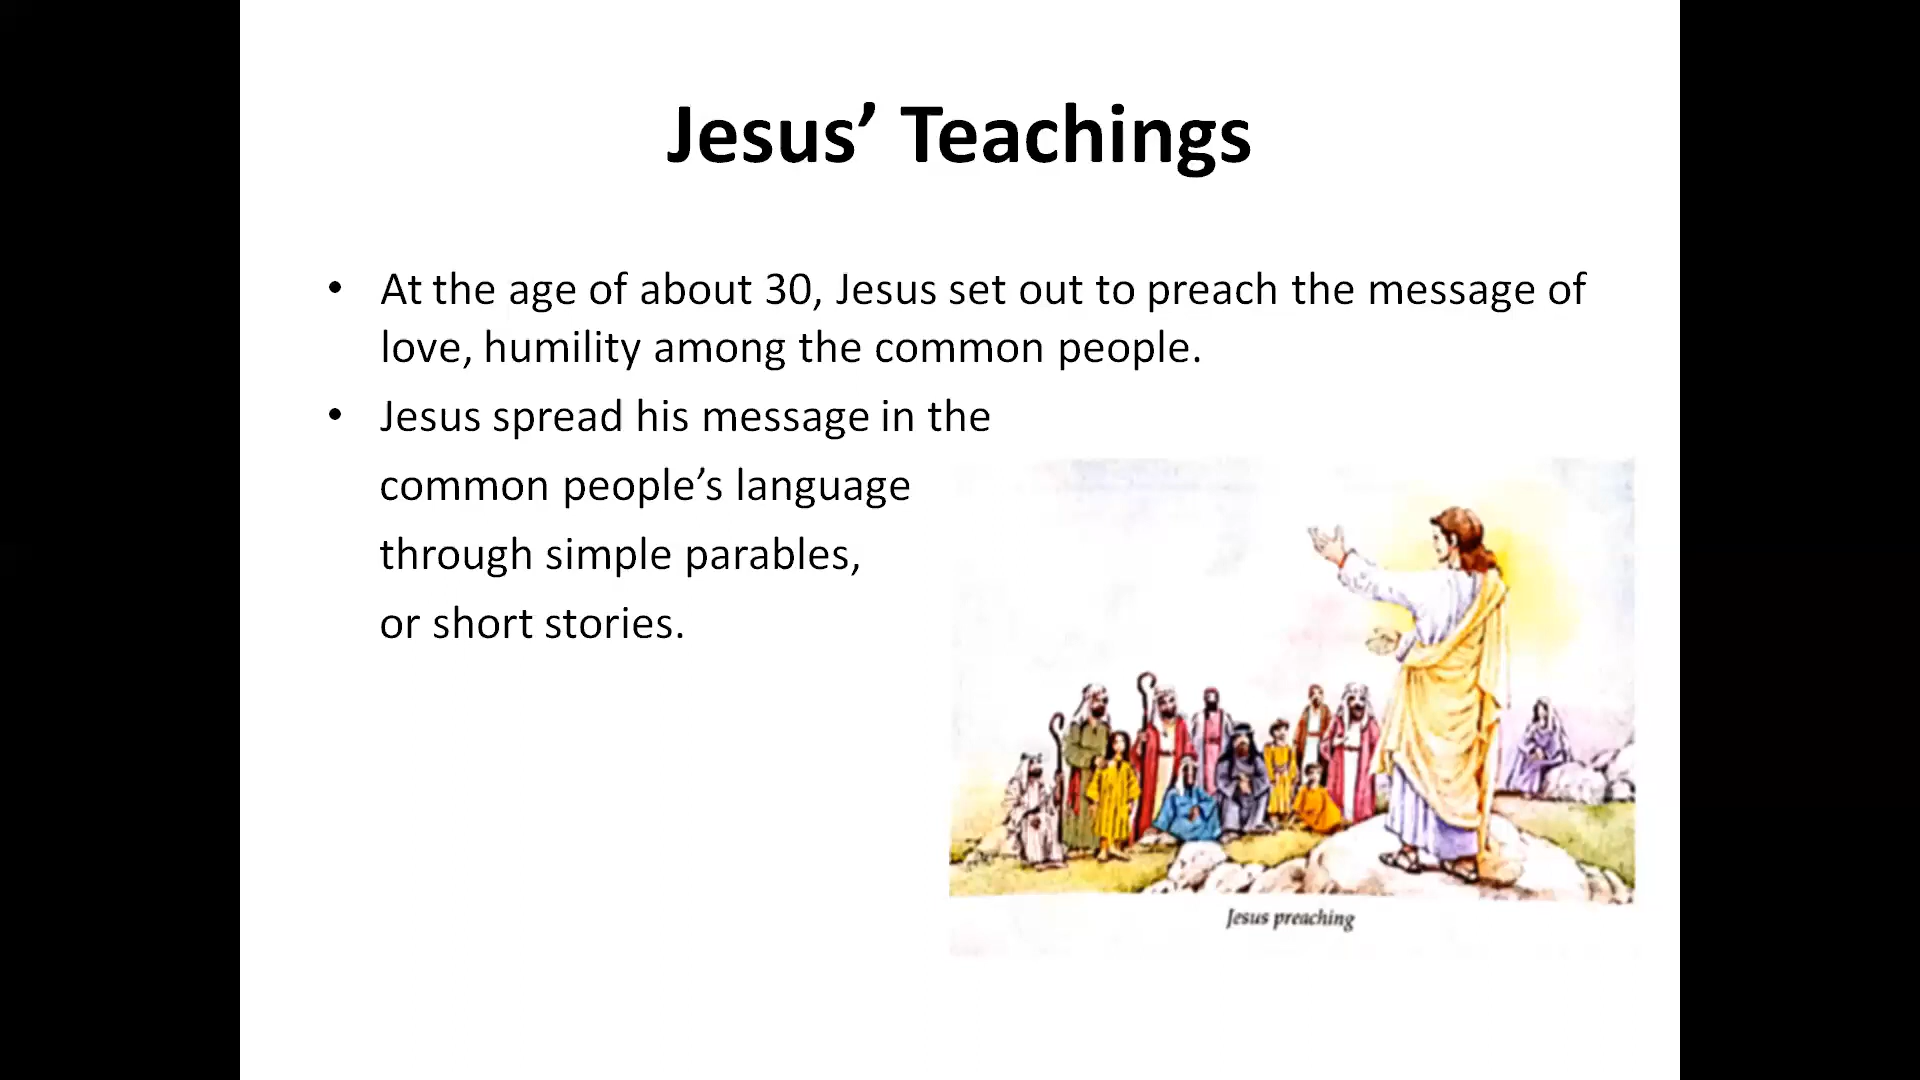 Jesus’ Teachings
• At the age of about 30, Jesus set out to preach the message of
love, humility among the common people.
• Jesus spread his message in the
common people’s language
through simple parables,
or short stories.
Jesus preaching